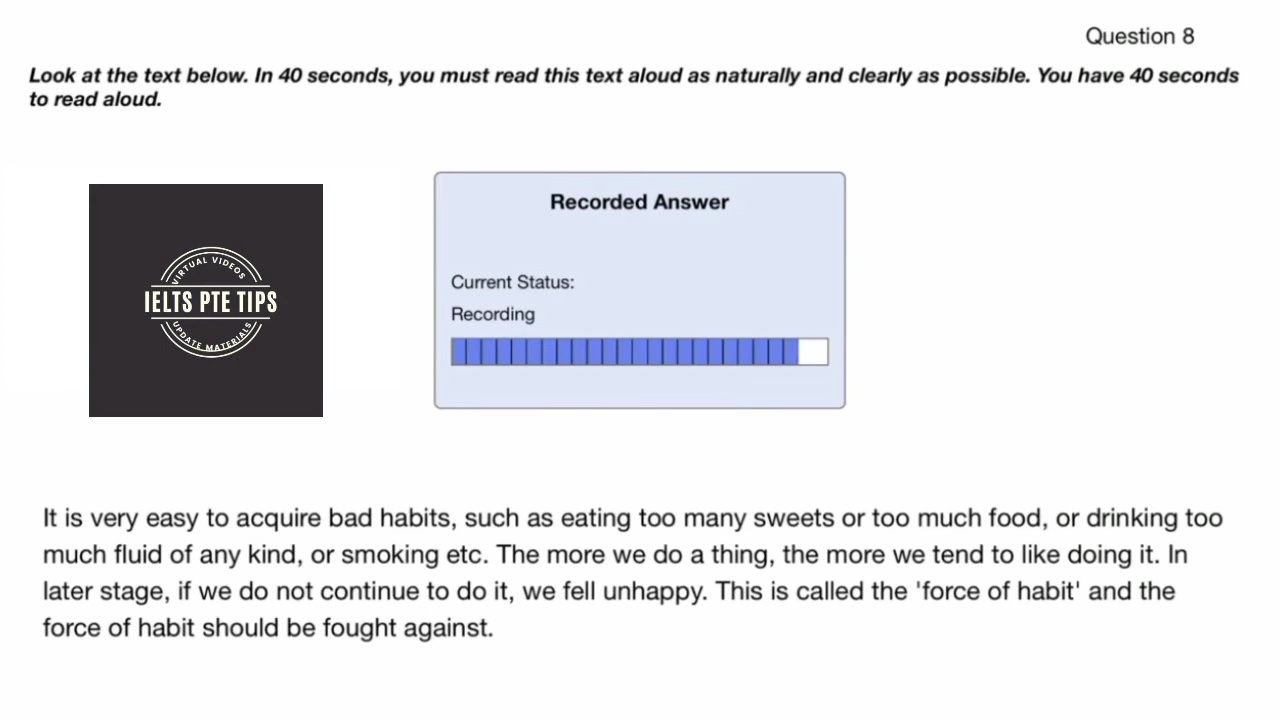 Question 8
Look at the text below. In 40 seconds, you must read this text aloud as naturally and clearly as possible. You have 40 seconds
to read aloud.
Recorded Answer
VIRTUAL VIDEOS
IELTS PTE TIPS
UPDATE MATERIALS
Current Status:
Recording
It is very easy to acquire bad habits, such as eating too many sweets or too much food, or drinking too
much fluid of any kind, or smoking etc. The more we do a thing, the more we tend to like doing it. In
later stage, if we do not continue to do it, we fell unhappy. This is called the 'force of habit' and the
force of habit should be fought against.